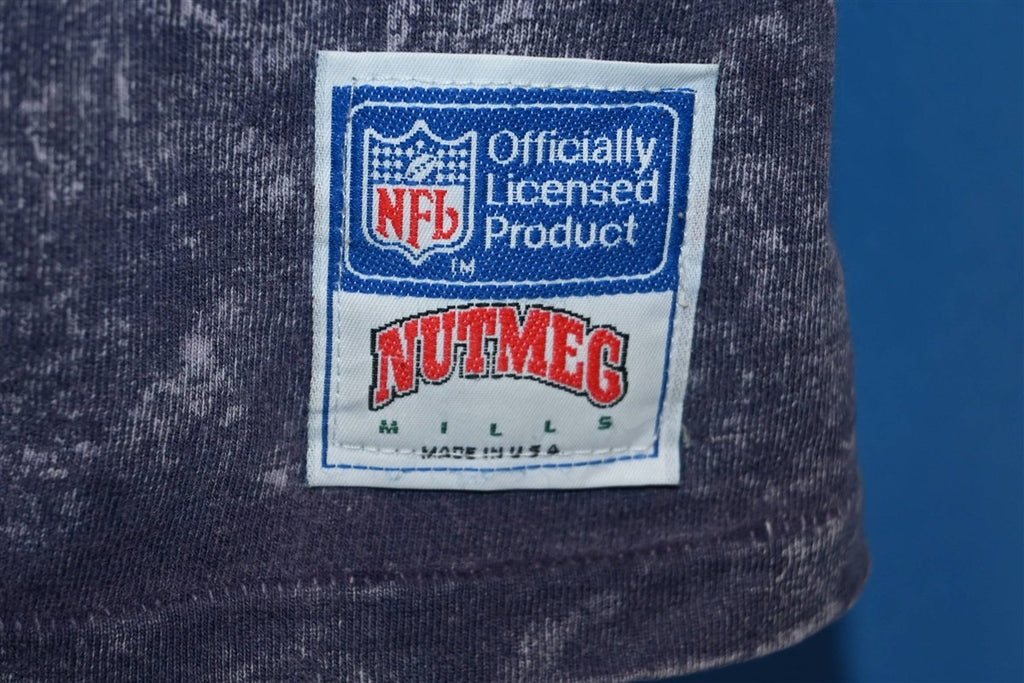 NFL
Officially
Licensed
Product
TM
NUTMEG
MILLS
MADE IN U.S.A.